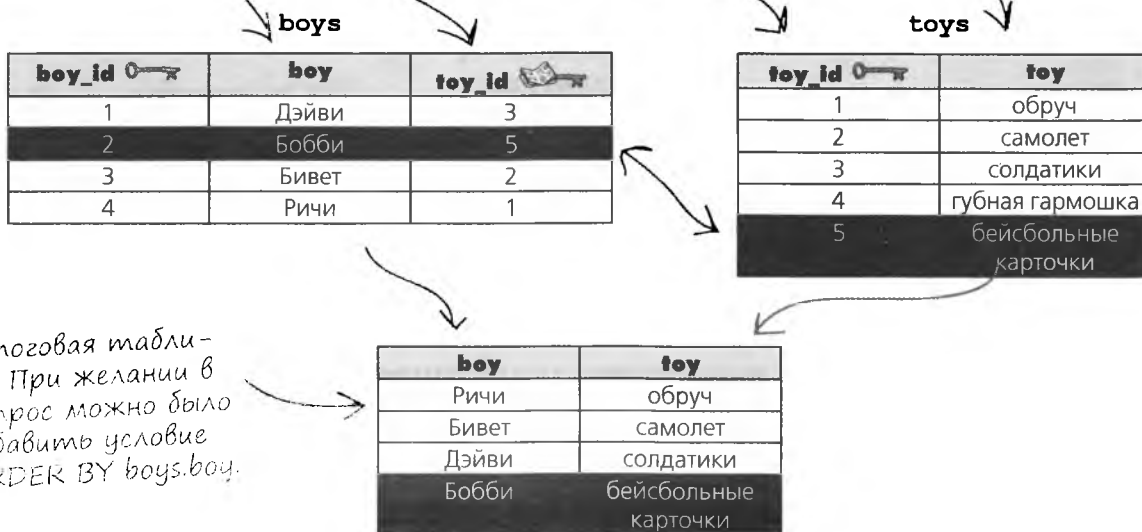 boys
boy_id boy toy_id
1 Дэйви 3
2 Бобби 5
3 Бивет 2
4 Ричи 1
toys
toy_id toy
1 обруч
2 самолет
3 солдатики
4 губная гармошка
5 бейсбольные
карточки
тоговая табли-
При желании в
прос можно было
бавить условие
RDER BY boys.boy.
boy toy
Ричи обруч
Бивет самолет
Дэйви солдатики
Бобби бейсбольные
карточки